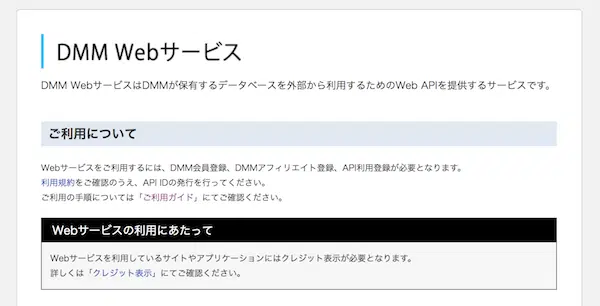 DMM Webサービス
DMM WebサービスはDMMが保有するデータベースを外部から利用するためのWeb APIを提供するサービスです。
ご利用について
Webサービスをご利用するには、DMM会員登録、DMMアフィリエイト登録、API利用登録が必要となります。
利用規約をご確認のうえ、API IDの発行を行ってください。
ご利用の手順については「ご利用ガイド」にてご確認ください。
Webサービスの利用にあたって
Webサービスを利用しているサイトやアプリケーションにはクレジット表示が必要となります。
詳しくは「クレジット表示」にてご確認ください。